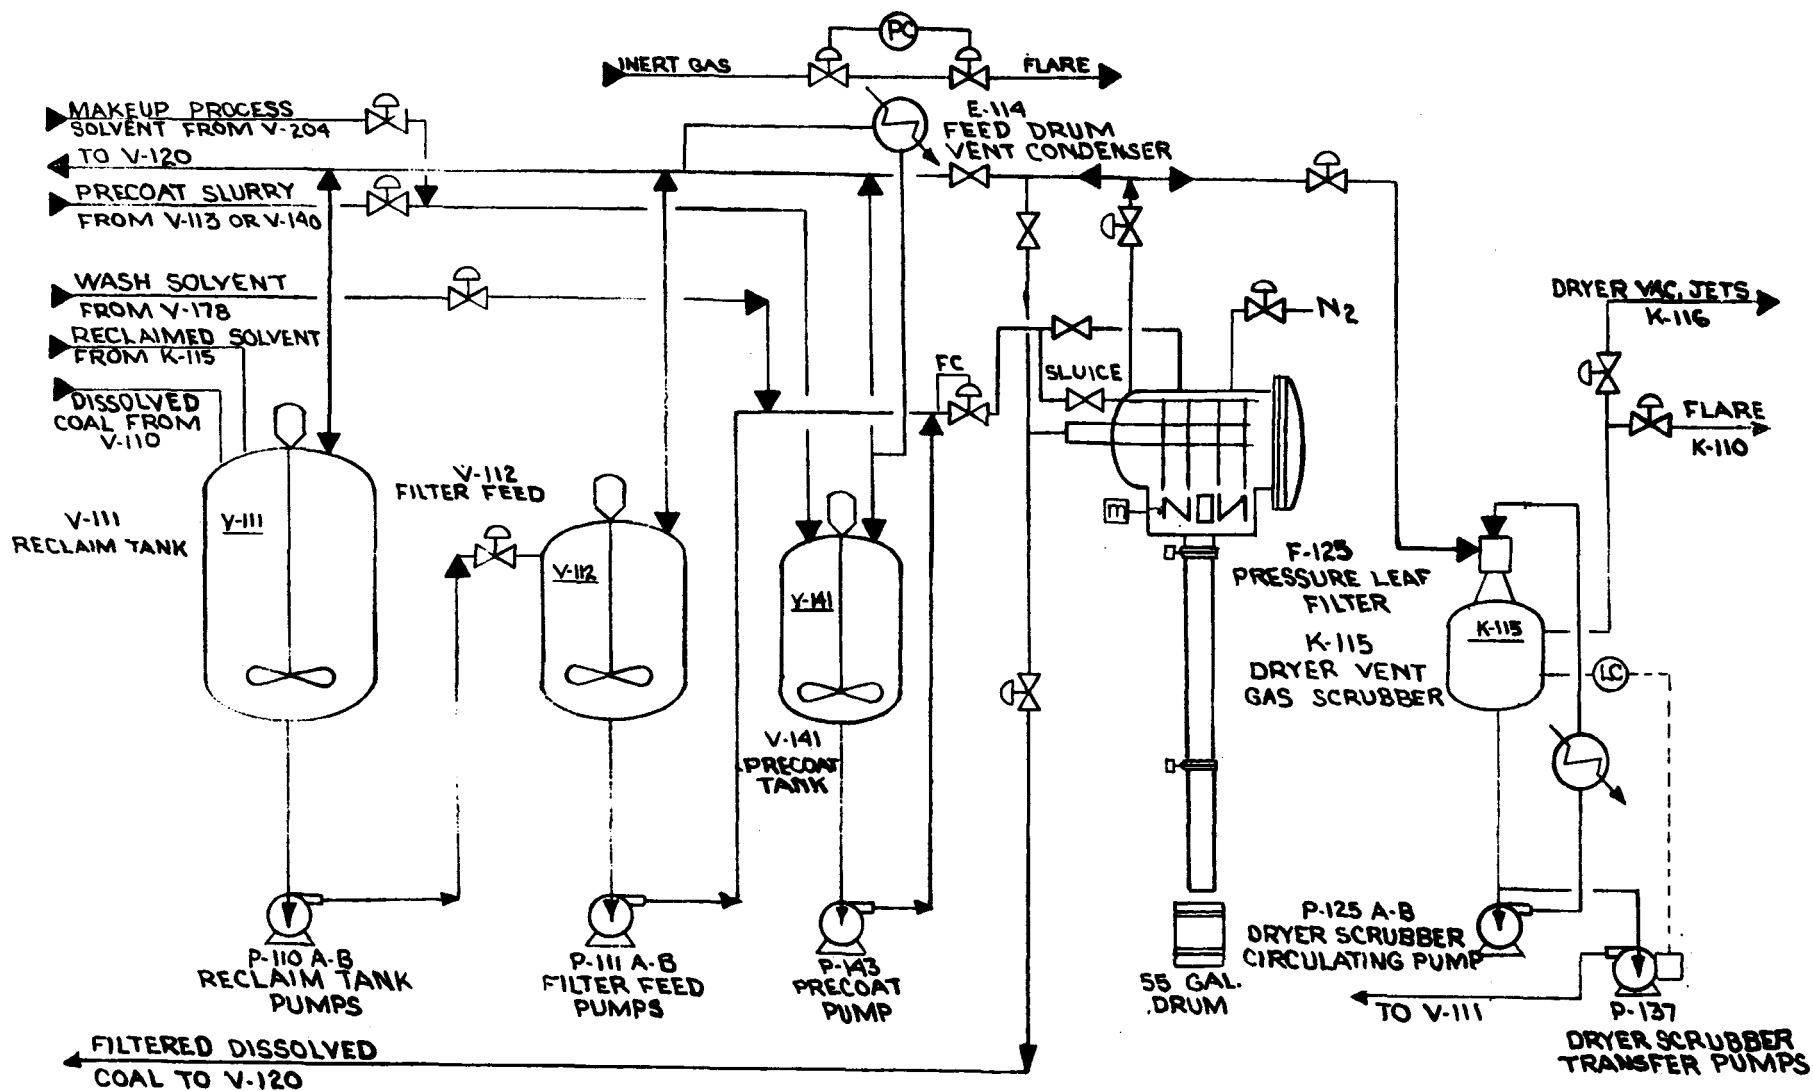 PC
INERT GAS
FLARE
MAKEUP PROCESS
SOLVENT FROM V-204
TO V-120
PRECOAT SLURRY
FROM V-113 OR V-140
E-114
FEED DRUM
VENT CONDENSER
WASH SOLVENT
FROM V-178
RECLAIMED SOLVENT
FROM K-115
DISSOLVED
COAL FROM
V-110
N2
DRYER VAC. JETS
K-116
FLARE
K-110
FC
SLUICE
V-111
RECLAIM TANK
V-111
V-112
FILTER FEED
V-112
V-141
V-141
PRECOAT
TANK
M
F-125
PRESSURE LEAF
FILTER
K-115
DRYER VENT
GAS SCRUBBER
K-115
LC
P-110 A-B
RECLAIM TANK
PUMPS
P-111 A-B
FILTER FEED
PUMPS
P-143
PRECOAT
PUMP
55 GAL.
DRUM
P-125 A-B
DRYER SCRUBBER
CIRCULATING PUMP
TO V-111
P-137
DRYER SCRUBBER
TRANSFER PUMPS
FILTERED DISSOLVED
COAL TO V-120